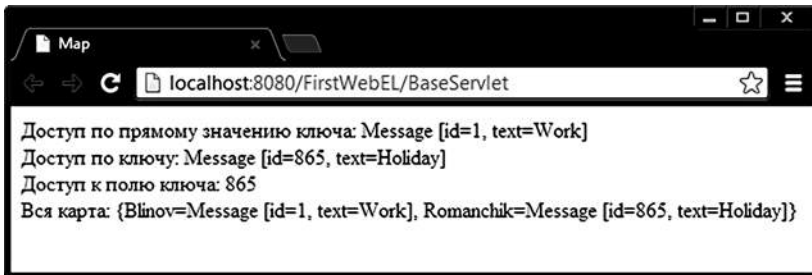 Map
localhost:8080/FirstWebEL/BaseServlet
Доступ по прямому значению ключа: Message [id=1, text=Work]
Доступ по ключу: Message [id=865, text=Holiday]
Доступ к полю ключа: 865
Вся карта: {Blinov=Message [id=1, text=Work], Romanchik=Message [id=865, text=Holiday]}